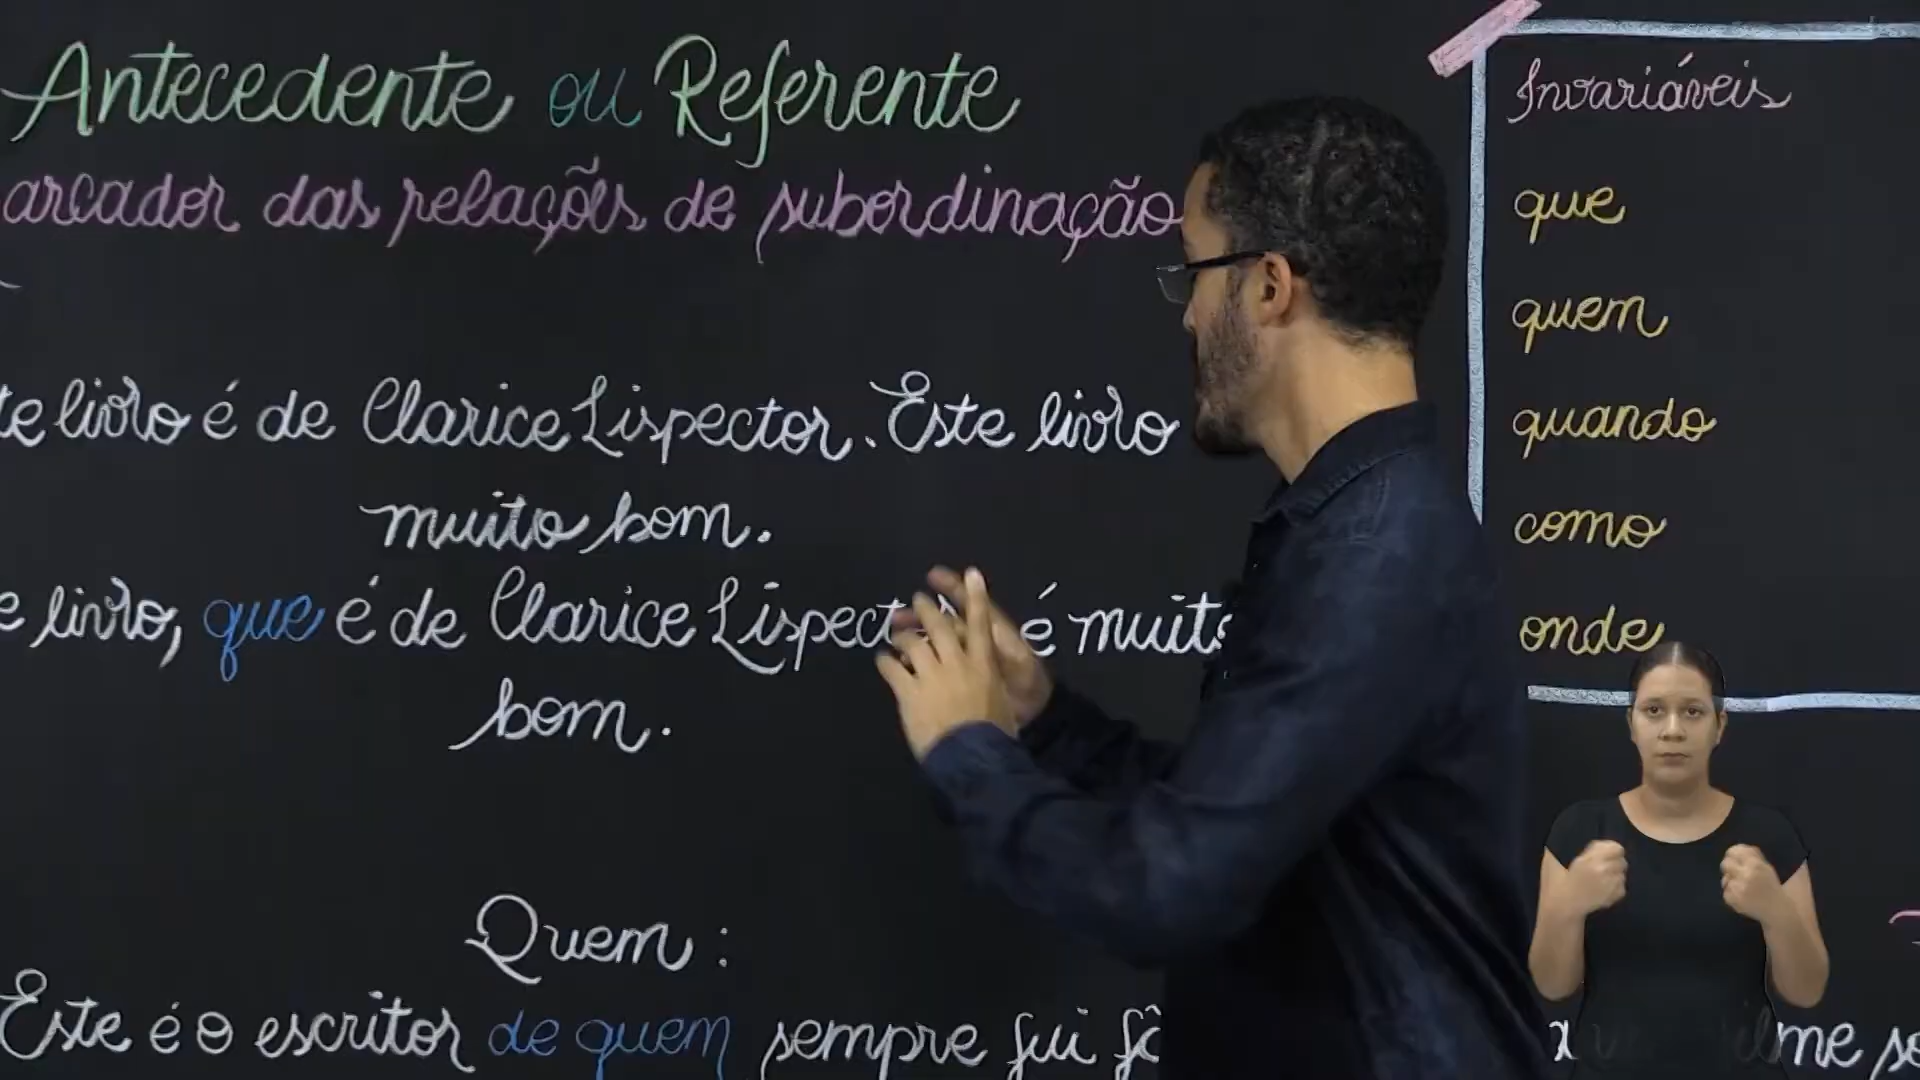 Antecedente ou Referente
arcador das relações de subordinação
te livro é de Clarice Lispector. Este livro
muito bom.
e livro, que é de Clarice Lispect é muito
bom.
Quem:
Este é o escritor de quem sempre fui fã
Invariáveis
que
quem
quando
como
onde